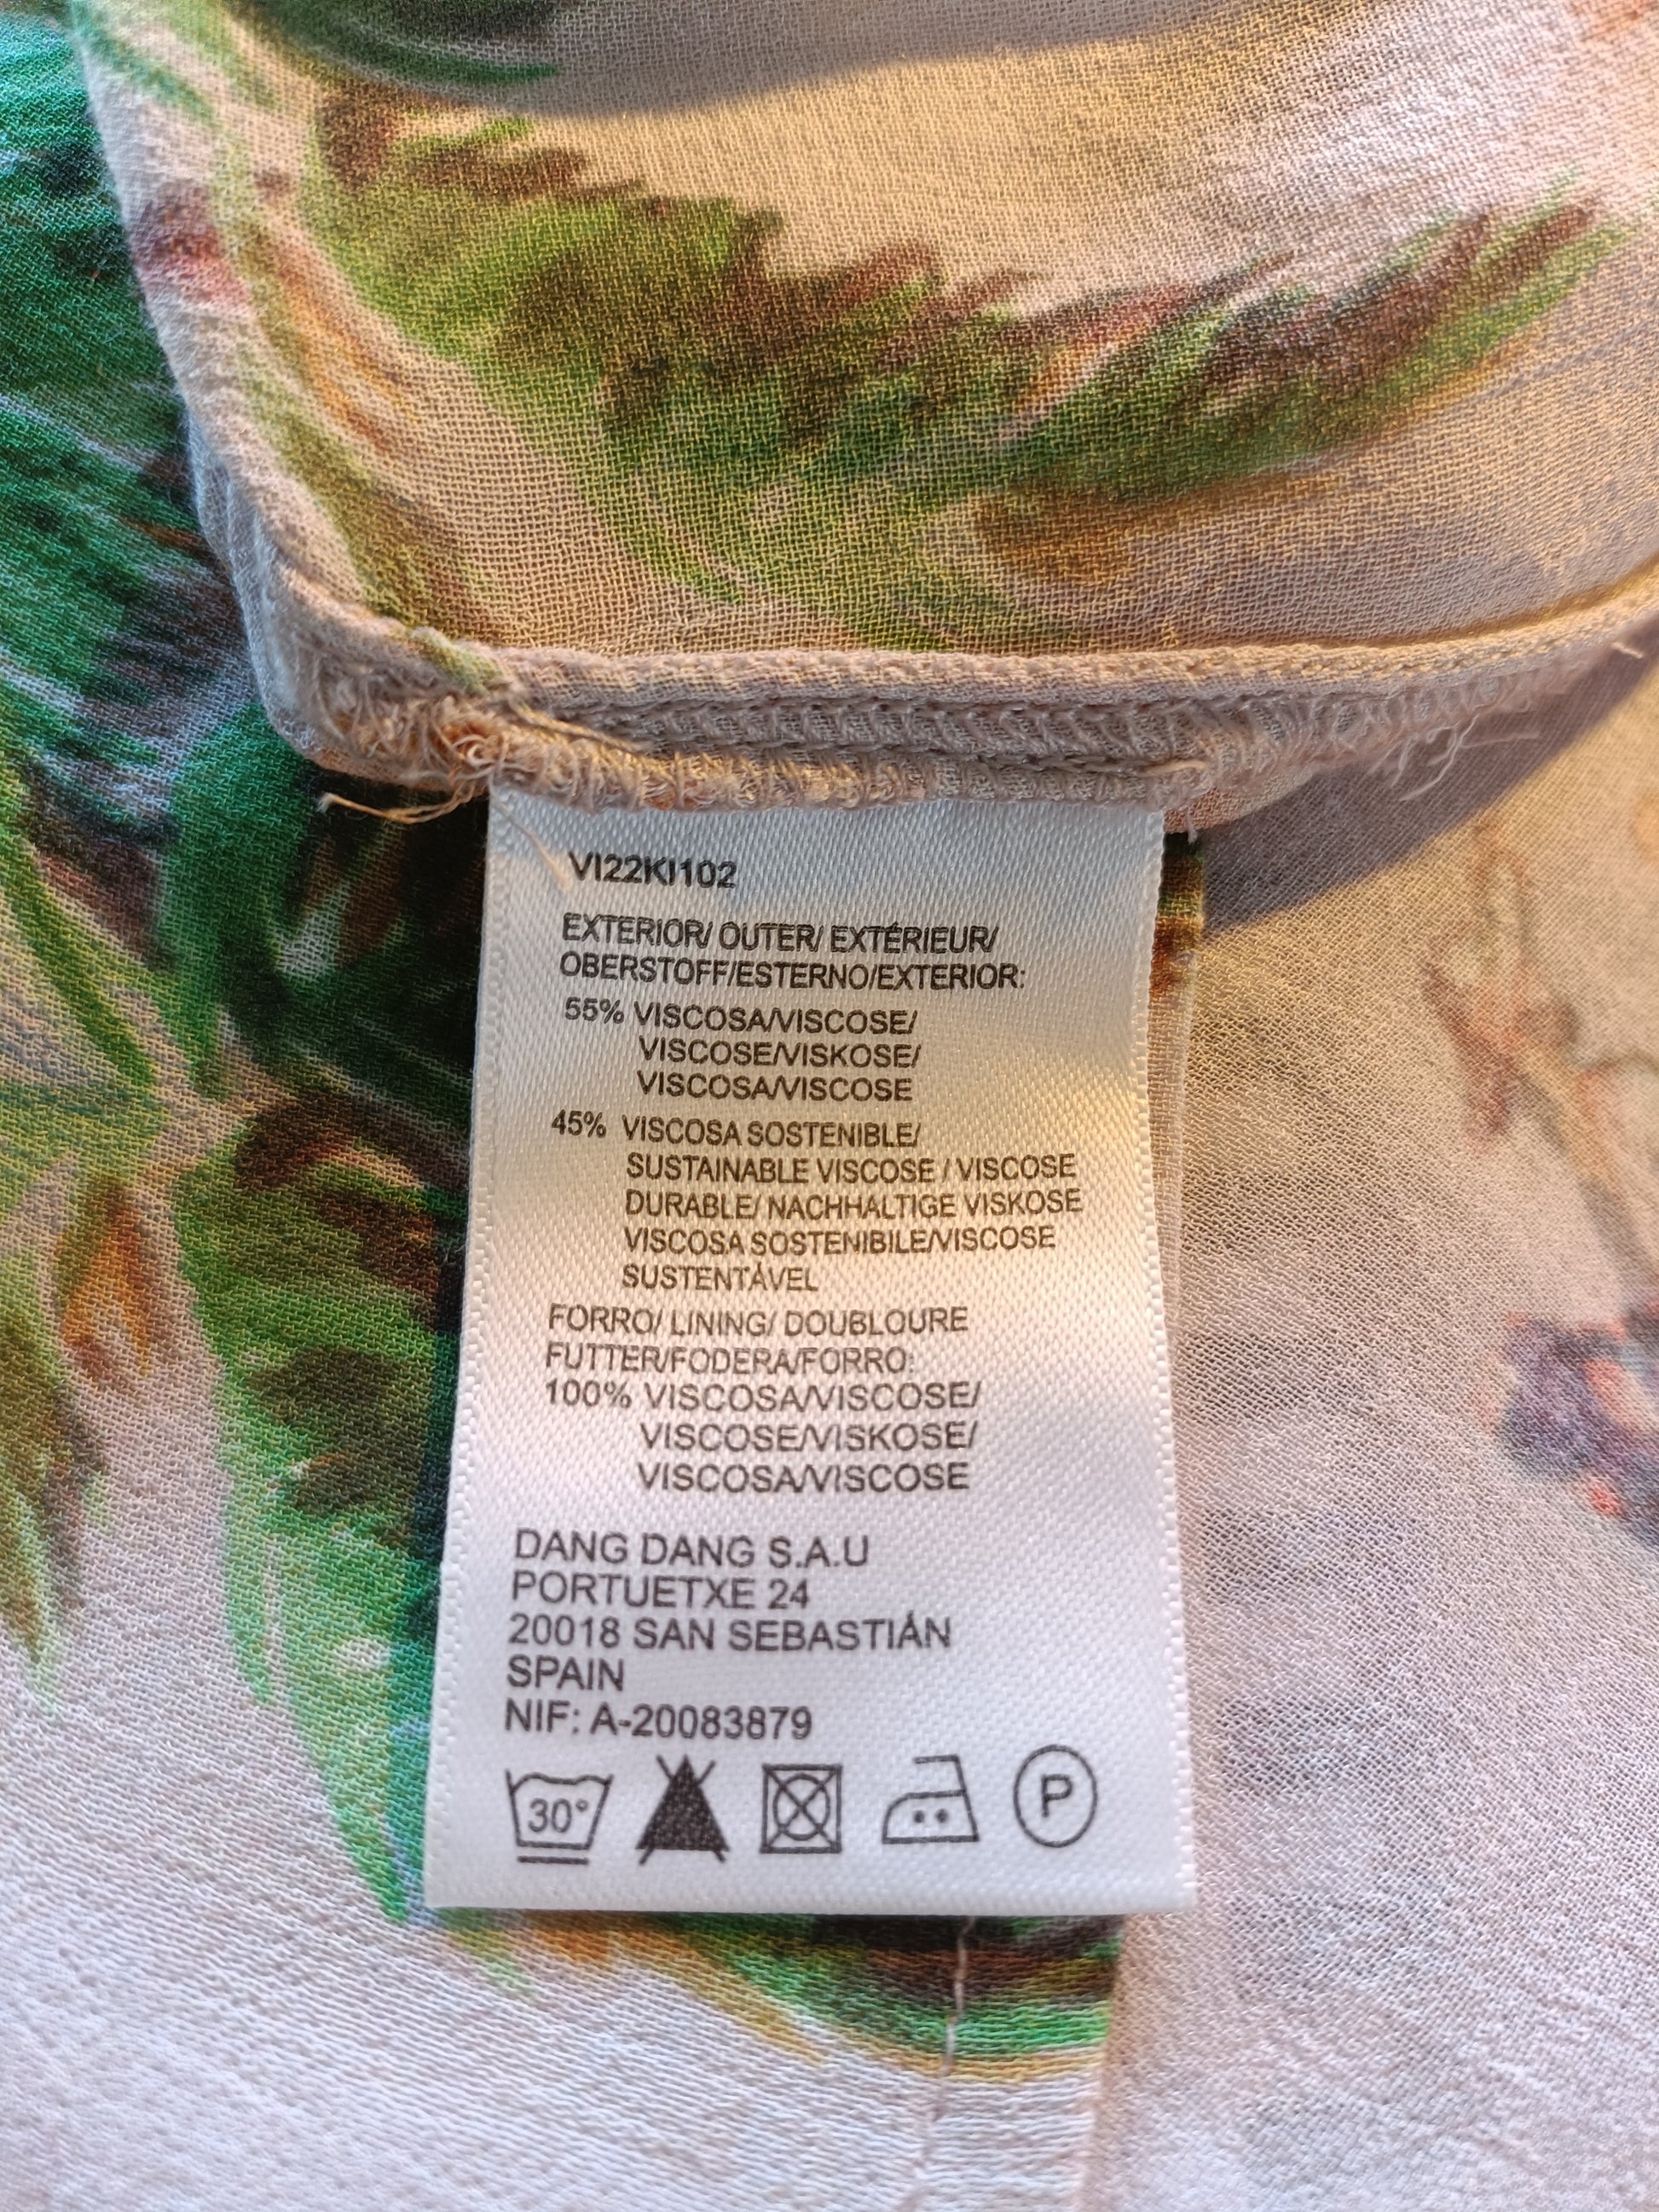 VI22KI102
EXTERIOR/ OUTER/ EXTÉRIEUR/
OBERSTOFF/ESTERNO/EXTERIOR:
55% VISCOSA/VISCOSE/
VISCOSE/VISKOSE/
VISCOSA/VISCOSE
45% VISCOSA SOSTENIBLE/
SUSTAINABLE VISCOSE / VISCOSE
DURABLE/ NACHHALTIGE VISKOSE
VISCOSA SOSTENIBILE/VISCOSE
SUSTENTÁVEL
FORRO/ LINING/ DOUBLOURE
FUTTER/FODERA/FORRO:
100% VISCOSA/VISCOSE/
VISCOSE/VISKOSE/
VISCOSA/VISCOSE
DANG DANG S.A.U
PORTUETXE 24
20018 SAN SEBASTIÁN
SPAIN
NIF: A-20083879
30° P